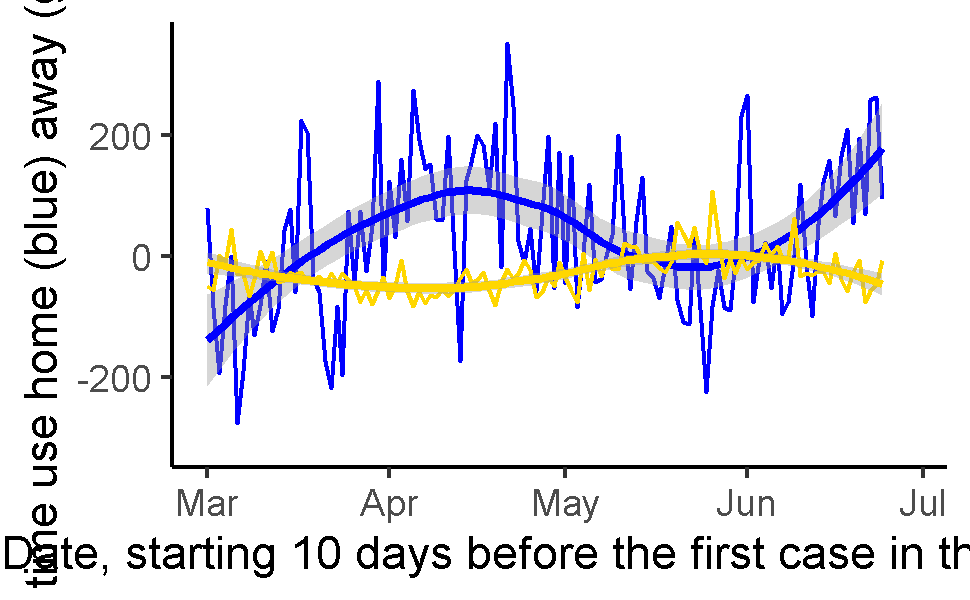 time use home (blue) away (
200
0
-200
Mar Apr May Jun Jul
Date, starting 10 days before the first case in th